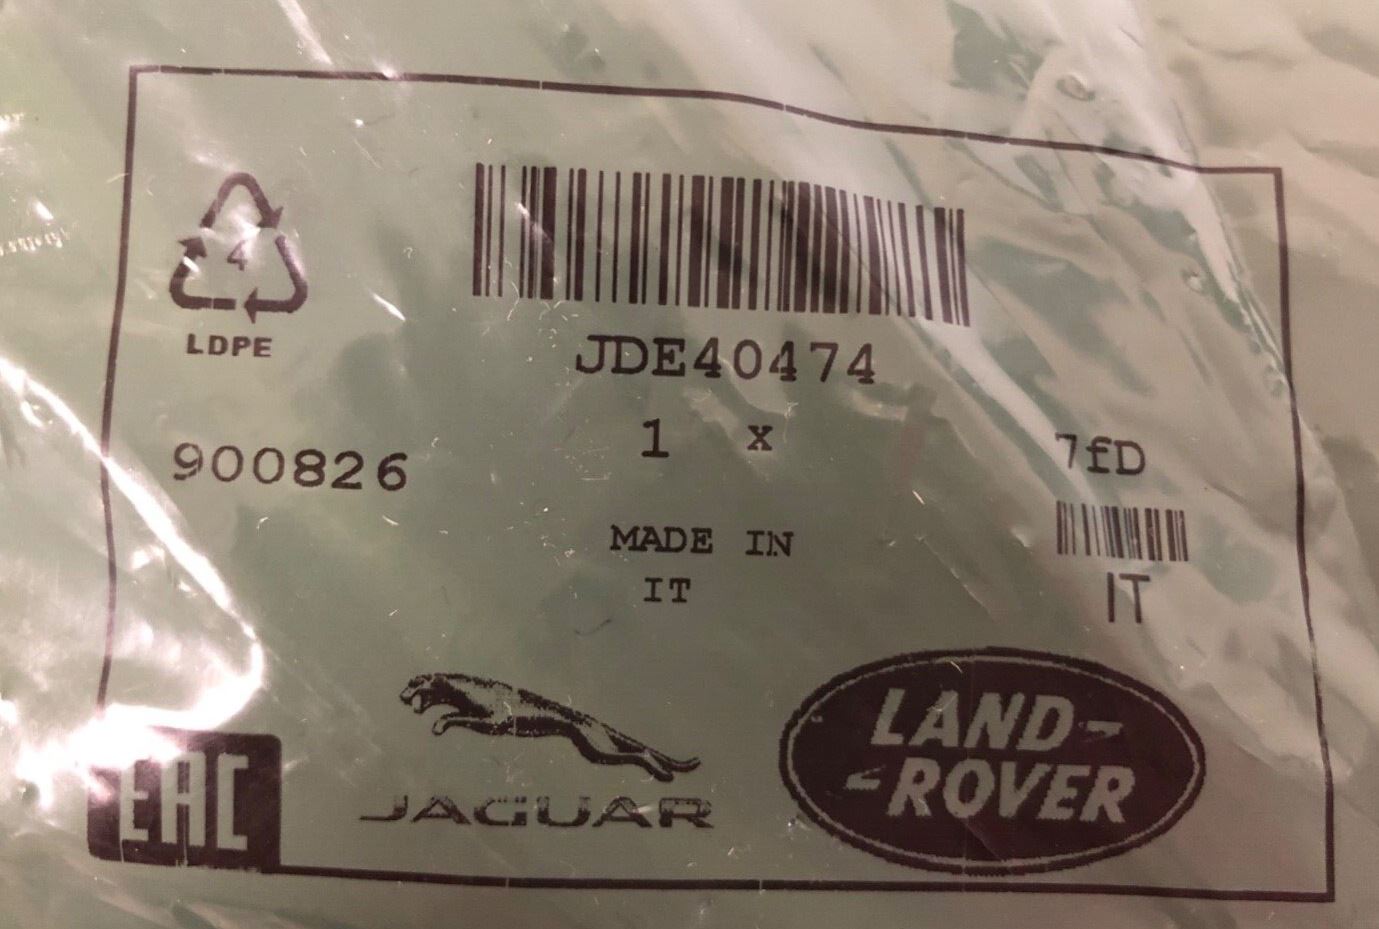 4
LDPE
JDE40474
900826
1 x
7fD
MADE IN
IT
IT
EAC
JAGUAR
LAND-
-ROVER